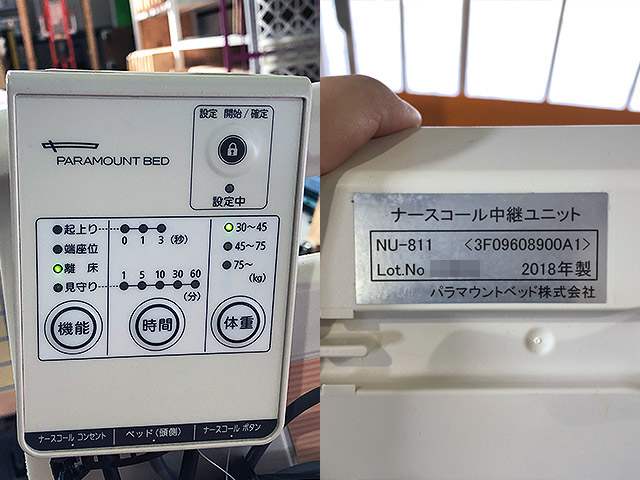 設定 開始/確定
設定中
PARAMOUNT BED
起上り 0 1 3 (秒) 30～45
端座位 45～75
離床 1 5 10 30 60 75～
見守り (分) (kg)
機能 時間 体重
ナースコール コンセント ベッド(頭側) ナースコール ボタン
ナースコール中継ユニット
NU-811 <3F09608900A1>
Lot.No 2018年製
パラマウントベッド株式会社